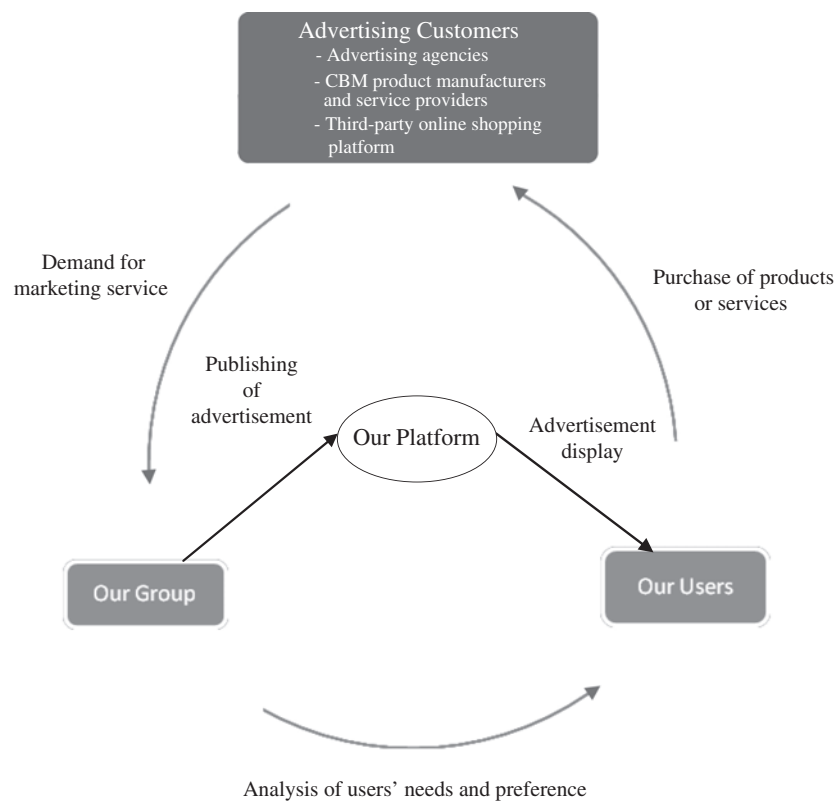 Advertising Customers
- Advertising agencies
- CBM product manufacturers
and service providers
- Third-party online shopping
platform
Demand for
marketing service
Purchase of products
or services
Publishing
of
advertisement
Our Platform
Advertisement
display
Our Group
Our Users
Analysis of users’ needs and preference